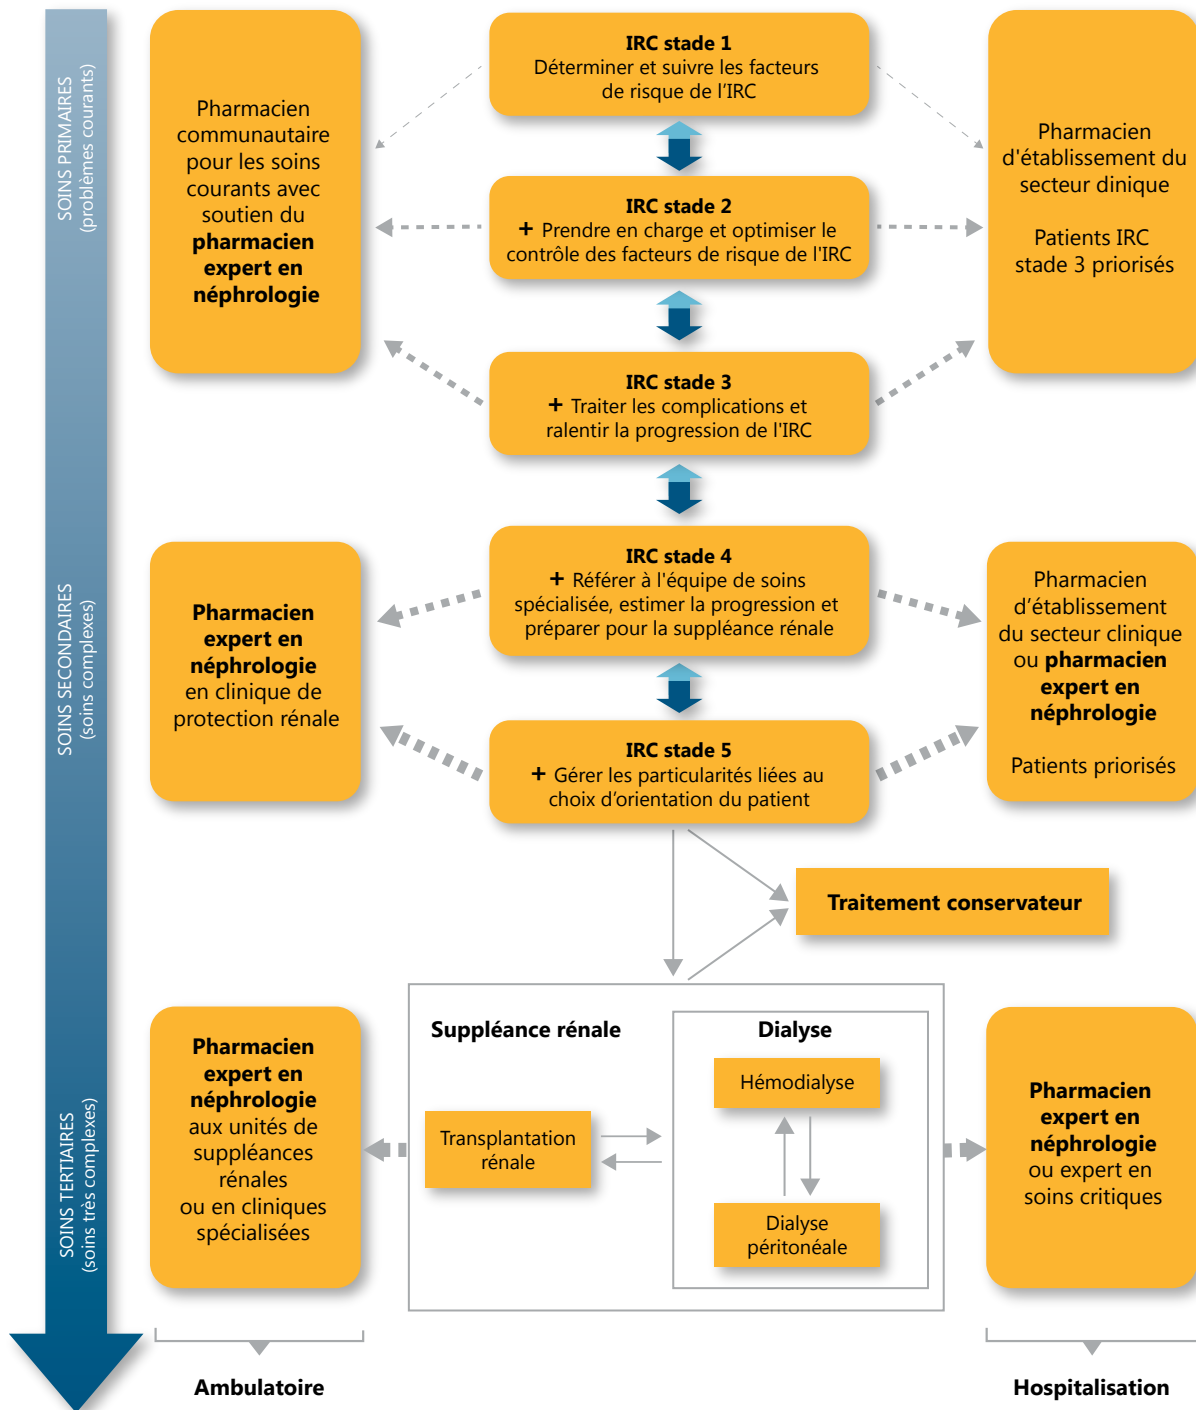 SOINS PRIMAIRES
(problèmes courants)
Pharmacien
communautaire
pour les soins
courants avec
soutien du
pharmacien
expert en
néphrologie
IRC stade 1
Déterminer et suivre les facteurs
de risque de l'IRC
IRC stade 2
+ Prendre en charge et optimiser le
contrôle des facteurs de risque de l'IRC
IRC stade 3
+ Traiter les complications et
ralentir la progression de l'IRC
Pharmacien
d'établissement du
secteur dinique
Patients IRC
stade 3 priorisés
SOINS SECONDAIRES
(soins complexes)
Pharmacien
expert en
néphrologie
en clinique de
protection rénale
IRC stade 4
+ Référer à l'équipe de soins
spécialisée, estimer la progression et
préparer pour la suppléance rénale
IRC stade 5
+ Gérer les particularités liées au
choix d'orientation du patient
Pharmacien
d'établissement
du secteur clinique
ou pharmacien
expert en
néphrologie
Patients priorisés
Traitement conservateur
SOINS TERTIAIRES
(soins très complexes)
Pharmacien
expert en
néphrologie
aux unités de
suppléances
rénales
ou en cliniques
spécialisées
Suppléance rénale
Transplantation
rénale
Dialyse
Hémodialyse
Dialyse
péritonéale
Pharmacien
expert en
néphrologie
ou expert en
soins critiques
Ambulatoire
Hospitalisation